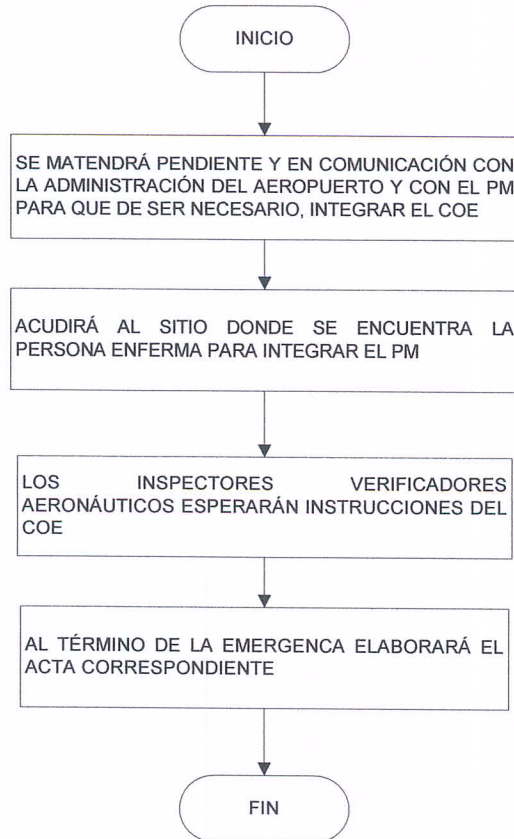 INICIO
SE MATENDRÁ PENDIENTE Y EN COMUNICACIÓN CON
LA ADMINISTRACIÓN DEL AEROPUERTO Y CON EL PM
PARA QUE DE SER NECESARIO, INTEGRAR EL COE
ACUDIRÁ AL SITIO DONDE SE ENCUENTRA LA
PERSONA ENFERMA PARA INTEGRAR EL PM
LOS INSPECTORES VERIFICADORES
AERONÁUTICOS ESPERARÁN INSTRUCCIONES DEL
COE
AL TÉRMINO DE LA EMERGENCA ELABORARÁ EL
ACTA CORRESPONDIENTE
FIN